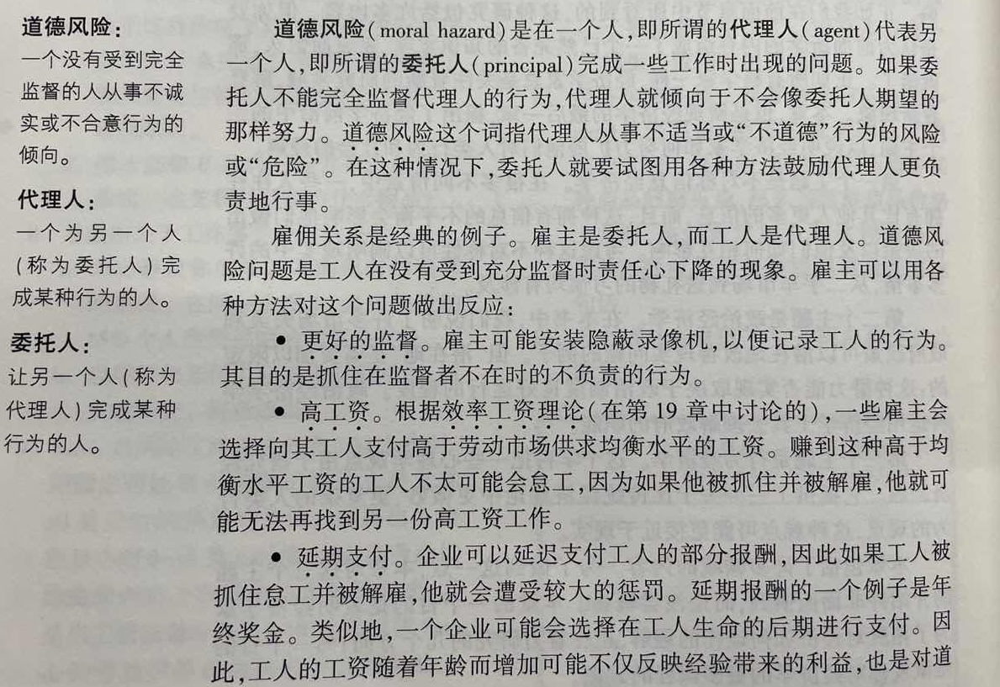 道德风险：
一个没有受到完全
监督的人从事不诚
实或不合意行为的
倾向。
代理人：
一个为另一个人
(称为委托人)完
成某种行为的人。
委托人：
让另一个人(称为
代理人)完成某种
行为的人。
道德风险(moral hazard)是在一个人,即所谓的代理人(agent)代表另
一个人,即所谓的委托人(principal)完成一些工作时出现的问题。如果委
托人不能完全监督代理人的行为,代理人就倾向于不会像委托人期望的
那样努力。道德风险这个词指代理人从事不适当或“不道德”行为的风险
或“危险”。在这种情况下,委托人就要试图用各种方法鼓励代理人更负
责地行事。
雇佣关系是经典的例子。雇主是委托人,而工人是代理人。道德风
险问题是工人在没有受到充分监督时责任心下降的现象。雇主可以用各
种方法对这个问题做出反应：
● 更好的监督。雇主可能安装隐蔽录像机,以便记录工人的行为。
其目的是抓住在监督者不在时的不负责的行为。
● 高工资。根据效率工资理论(在第 19 章中讨论的),一些雇主会
选择向其工人支付高于劳动市场供求均衡水平的工资。赚到这种高于均
衡水平工资的工人不太可能会怠工,因为如果他被抓住并被解雇,他就可
能无法再找到另一份高工资工作。
● 延期支付。企业可以延迟支付工人的部分报酬,因此如果工人被
抓住怠工并被解雇,他就会遭受较大的惩罚。延期报酬的一个例子是年
终奖金。类似地,一个企业可能会选择在工人生命的后期进行支付。因
此,工人的工资随着年龄而增加可能不仅反映经验带来的利益,也是对道